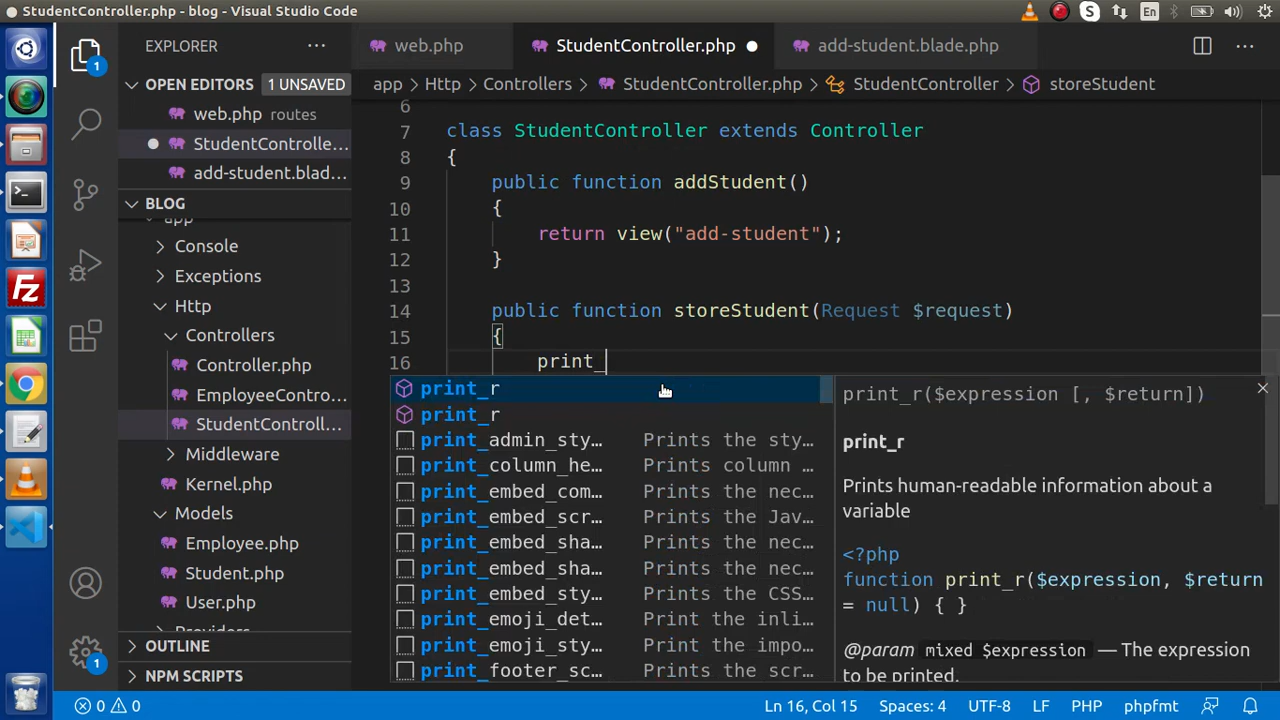 StudentController.php - blog - Visual Studio Code
En
EXPLORER
web.php
StudentController.php
add-student.blade.php
OPEN EDITORS
1 UNSAVED
web.php routes
StudentControlle...
add-student.blad...
BLOG
app
Console
Exceptions
Http
Controllers
Controller.php
EmployeeContro...
StudentControll...
Middleware
Kernel.php
Models
Employee.php
Student.php
User.php
Providers
OUTLINE
NPM SCRIPTS
app > Http > Controllers > StudentController.php > StudentController > storeStudent
6
7 class StudentController extends Controller
8 {
9 public function addStudent()
10 {
11 return view("add-student");
12 }
13
14 public function storeStudent(Request $request)
15 {
16 print_
print_r
print_r
print_admin_sty... Prints the sty...
print_column_he... Prints column ...
print_embed_com... Prints the nec...
print_embed_scr... Prints the Jav...
print_embed_sha... Prints the nec...
print_embed_sha... Prints the nec...
print_embed_sty... Prints the CSS...
print_emoji_det... Print the inli...
print_emoji_sty... Print the impo...
print_footer_sc... Prints the scr...
print_r($expression [, $return])
print_r
Prints human-readable information about a
variable
<?php
function print_r($expression, $return
= null) { }
@param mixed $expression — The expression
to be printed.
0 0
Ln 16, Col 15 Spaces: 4 UTF-8 LF PHP phpfmt